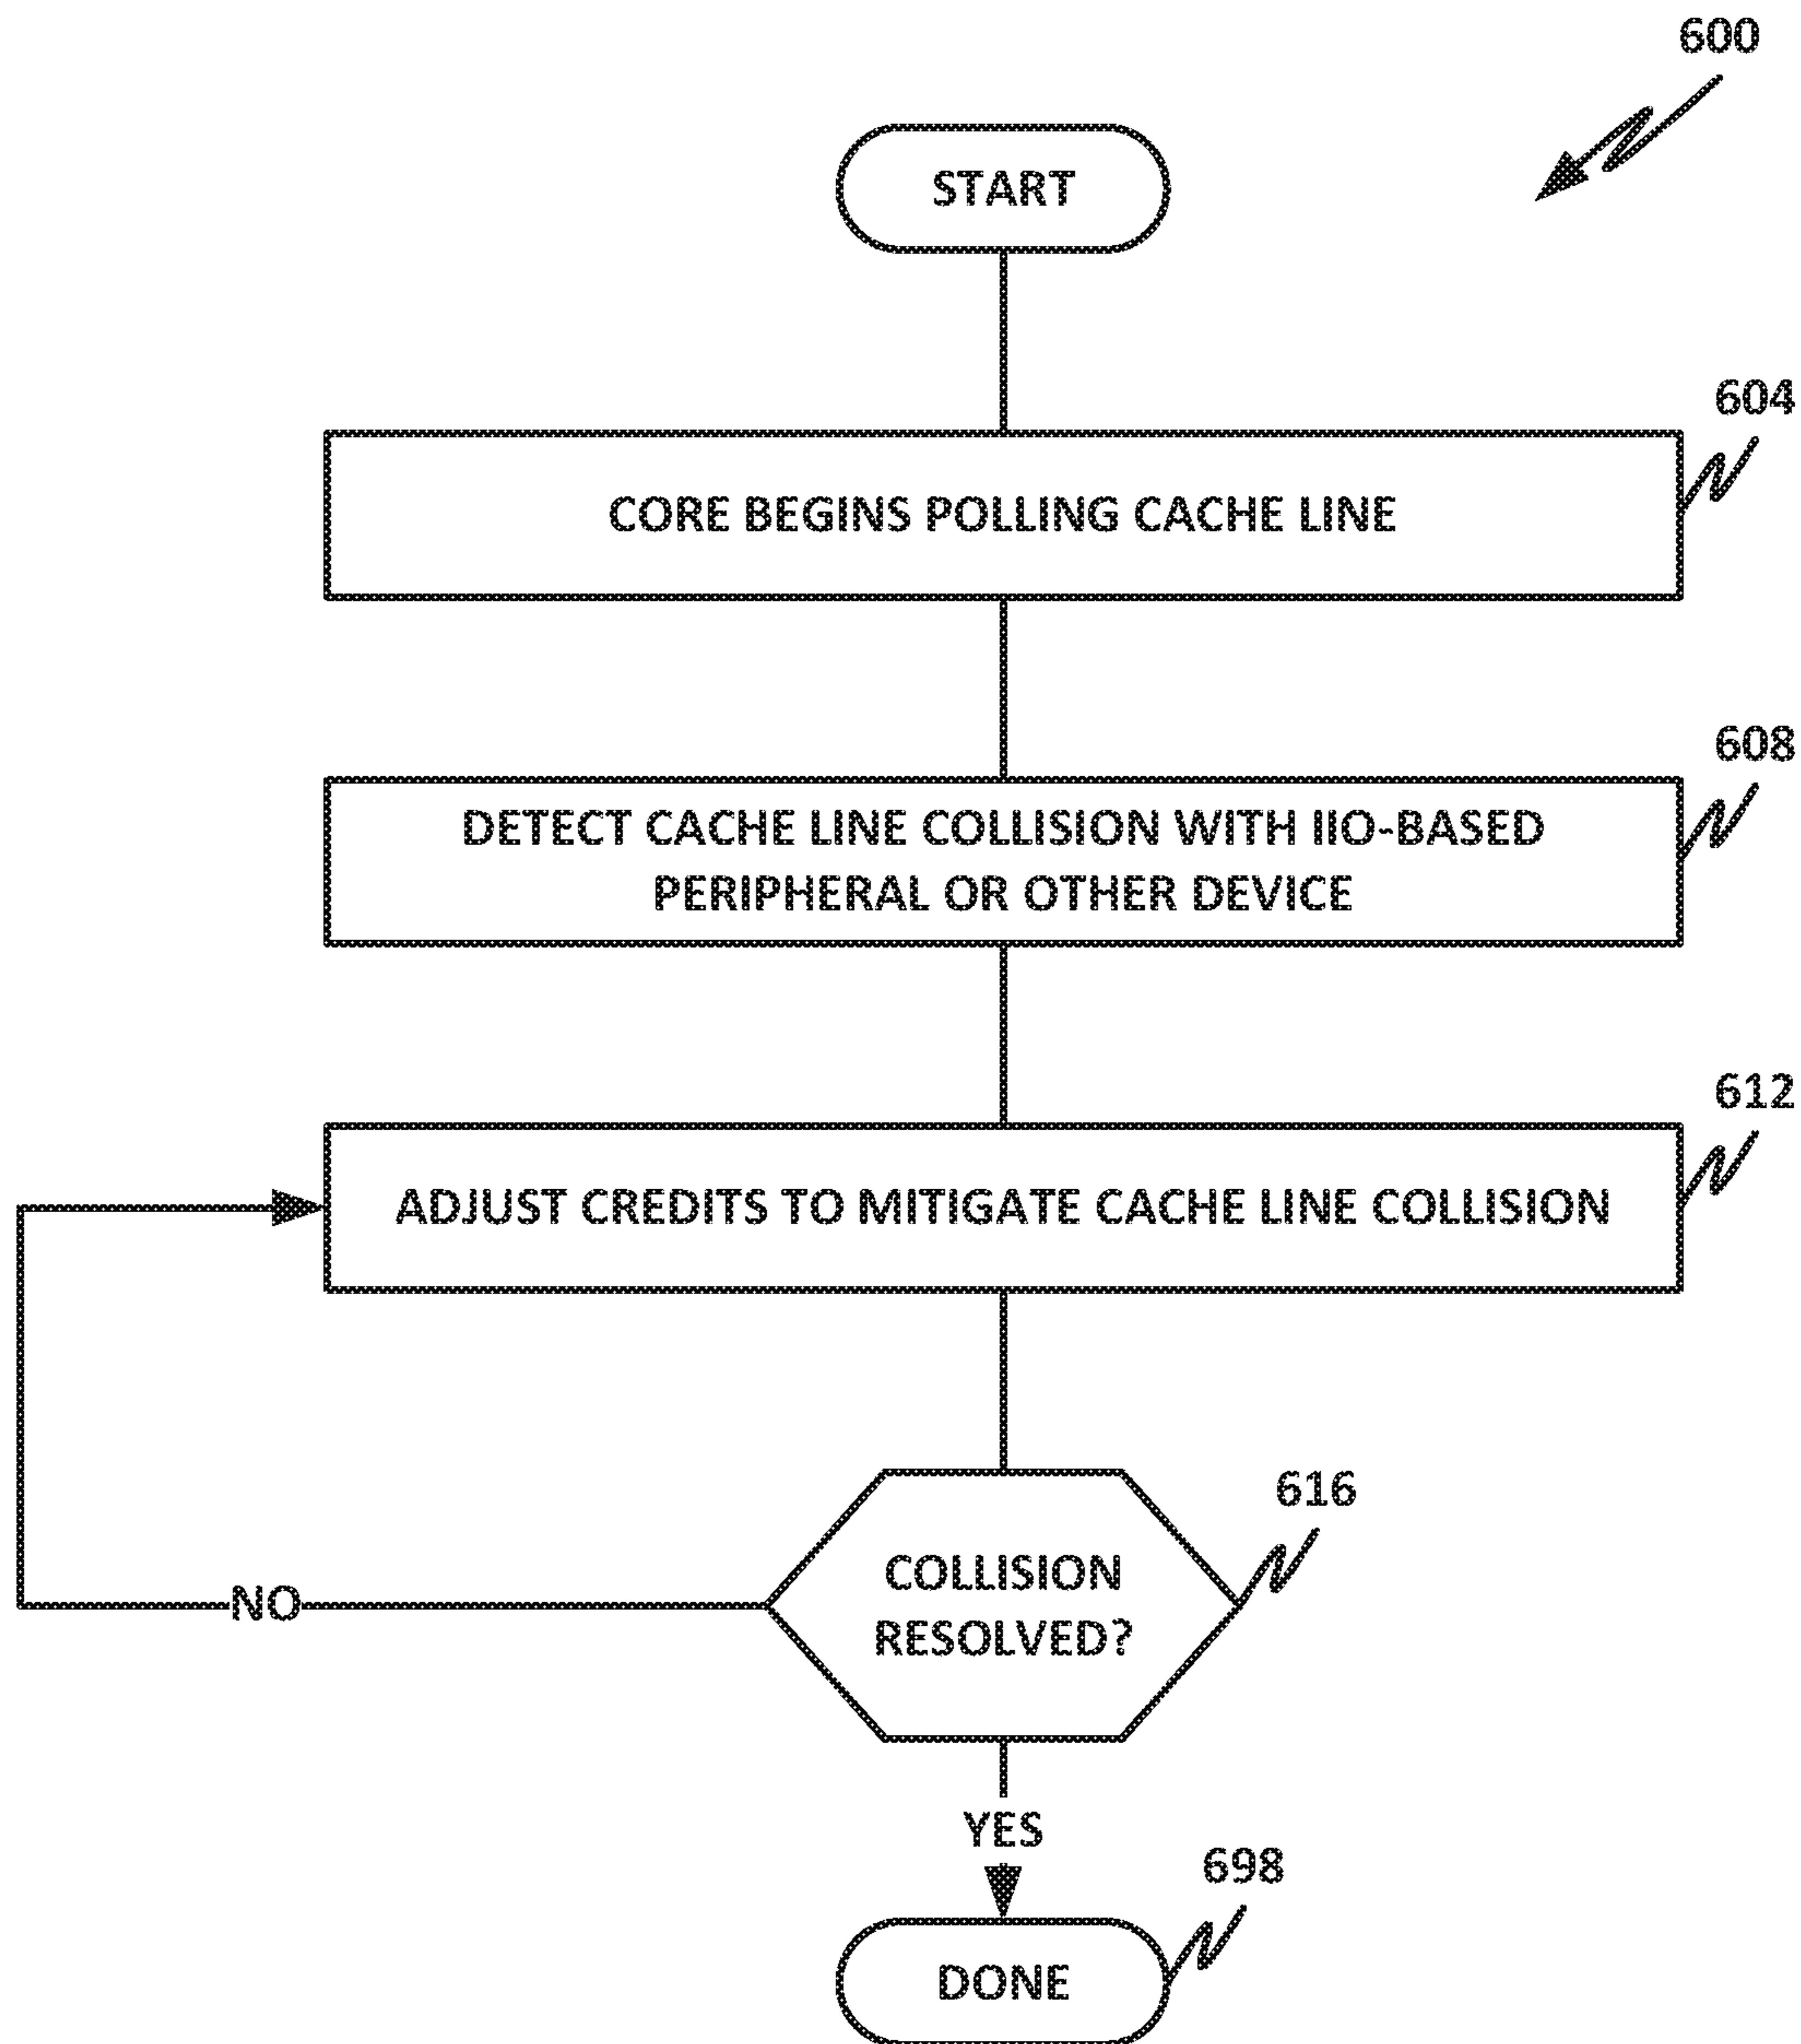 600
START
604
CORE BEGINS POLLING CACHE LINE
608
DETECT CACHE LINE COLLISION WITH IIO-BASED
PERIPHERAL OR OTHER DEVICE
612
ADJUST CREDITS TO MITIGATE CACHE LINE COLLISION
616
COLLISION
RESOLVED?
NO
YES
698
DONE